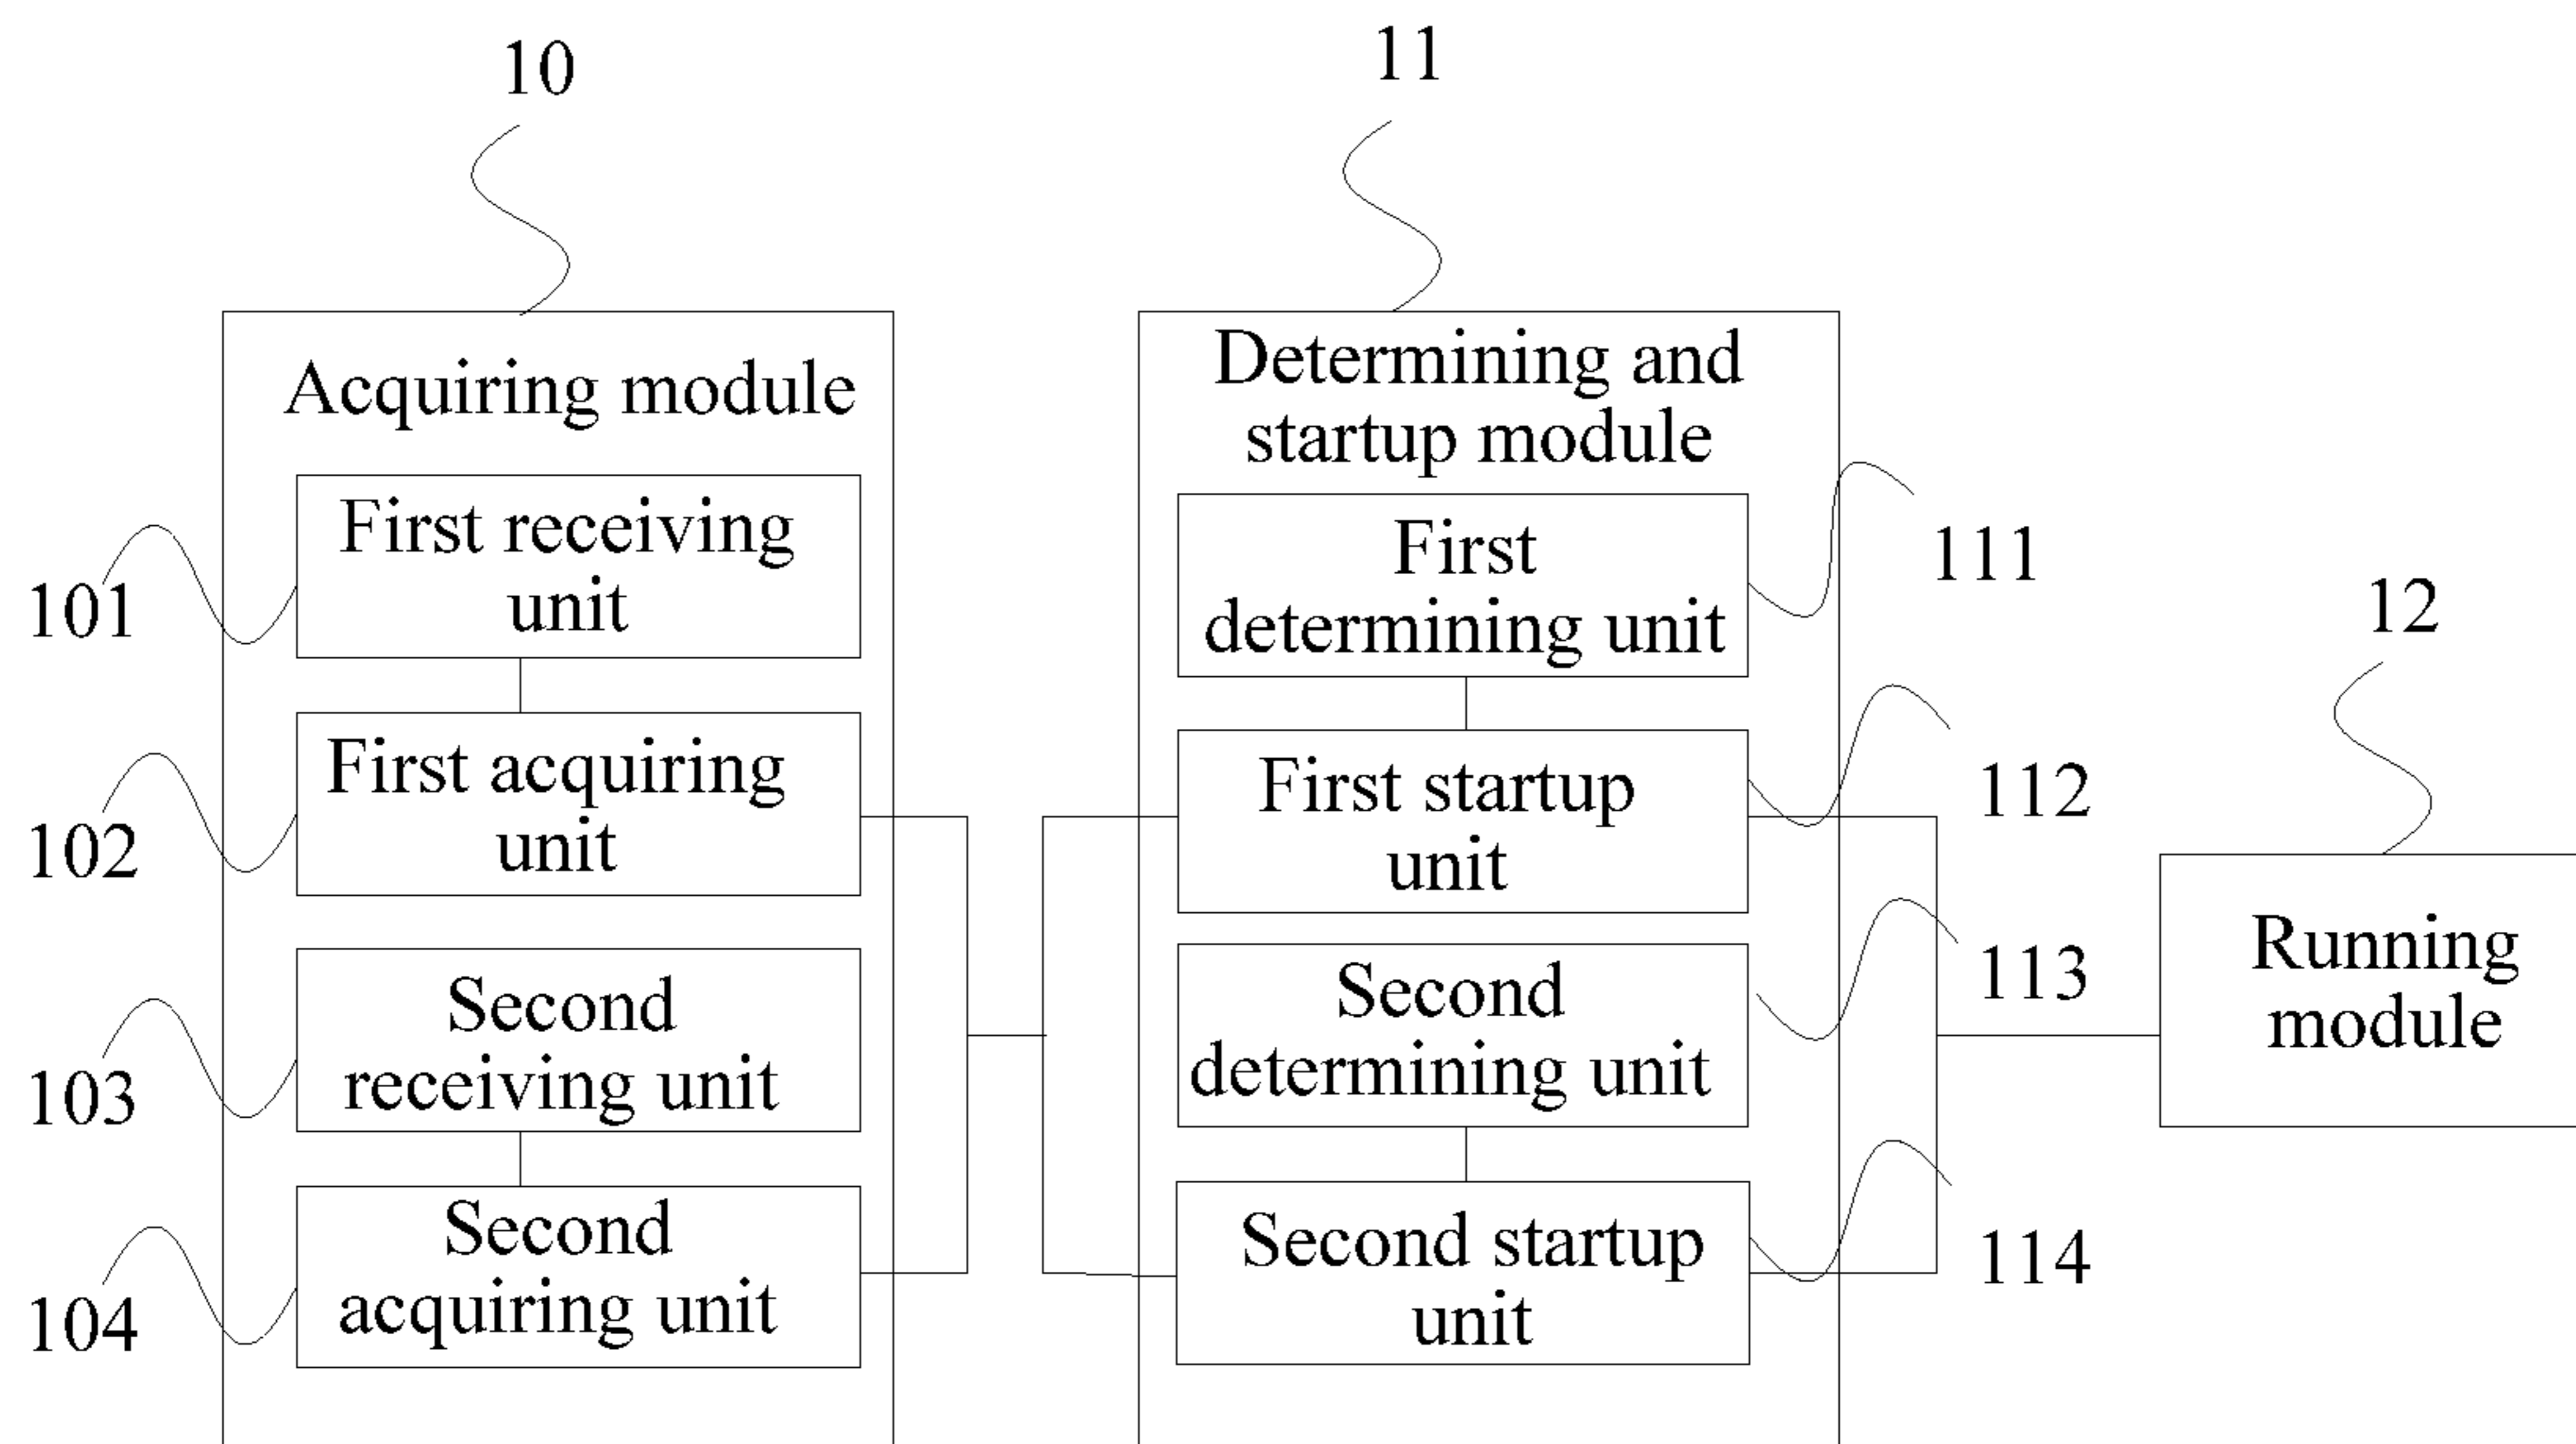 10
11
Acquiring module
Determining and
startup module
First receiving
unit
First
determining unit
101
111
12
First acquiring
unit
First startup
unit
102
112
Second
receiving unit
Second
determining unit
103
113
Running
module
Second
acquiring unit
Second startup
unit
104
114